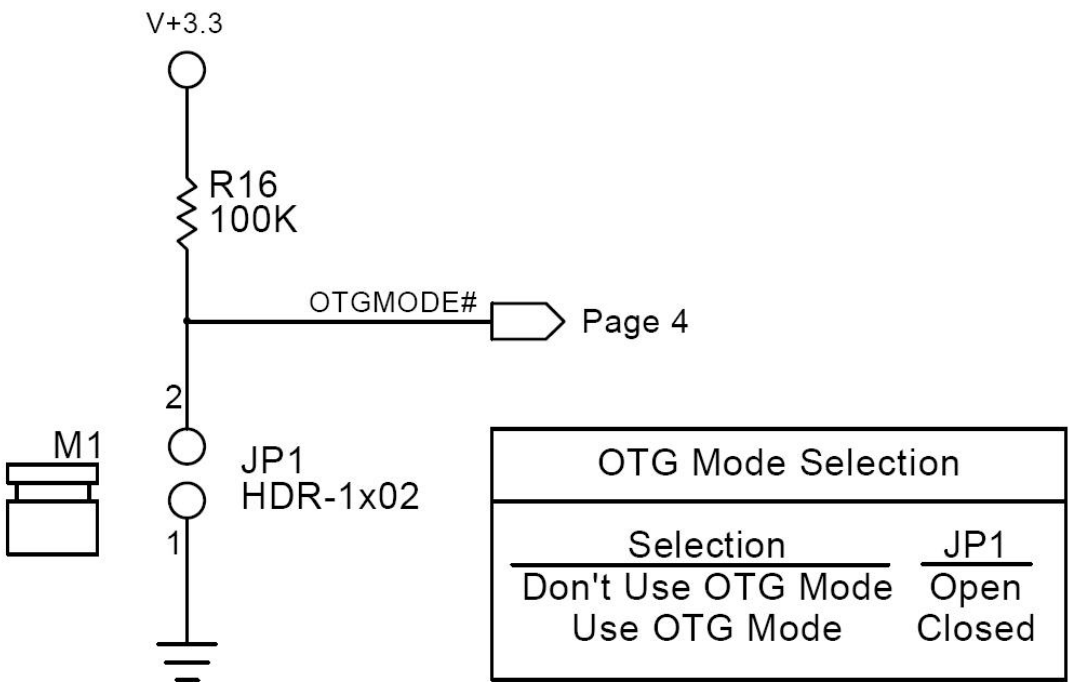 V+3.3
R16
100K
OTGMODE#
Page 4
2
M1
JP1
HDR-1x02
1
OTG Mode Selection
Selection JP1
Don't Use OTG Mode Open
Use OTG Mode Closed